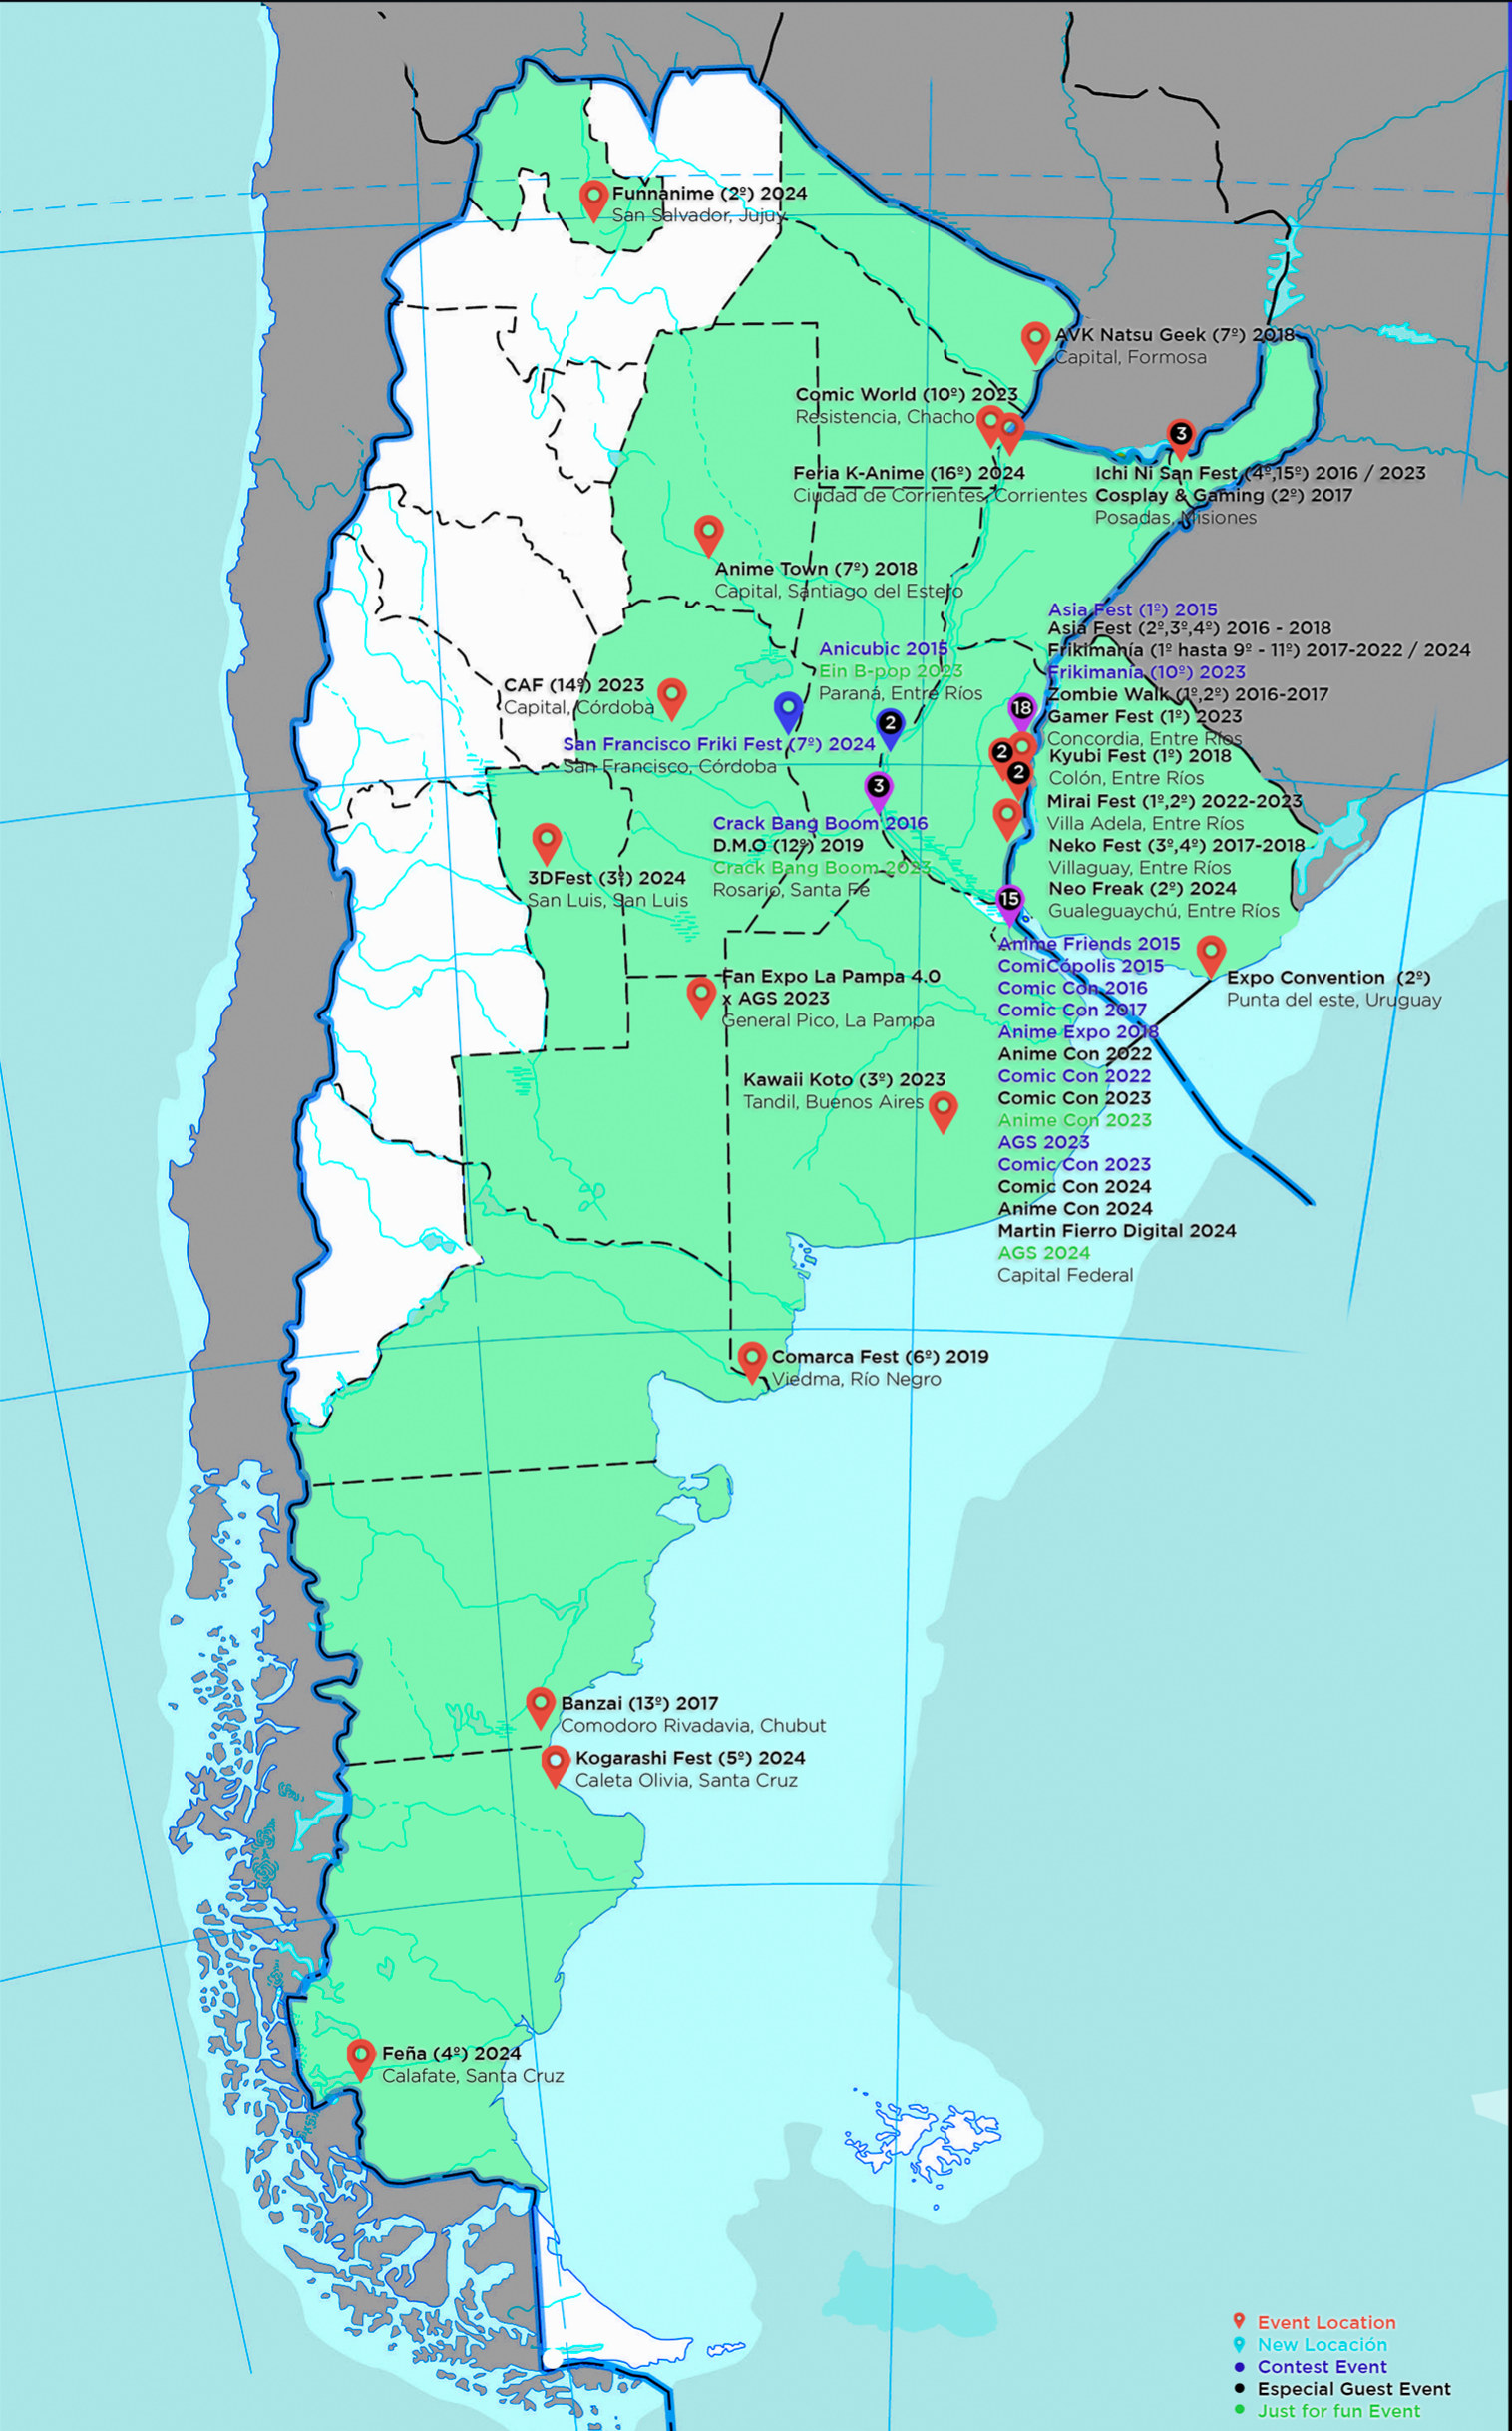 Funnanime (2º) 2024
San Salvador, Jujuy
AVK Natsu Geek (7º) 2018
Capital, Formosa
Comic World (10º) 2023
Resistencia, Chacho
3
Feria K-Anime (16º) 2024
Ciudad de Corrientes, Corrientes
Ichi Ni San Fest (4º,15º) 2016 / 2023
Cosplay & Gaming (2º) 2017
Posadas, Misiones
Anime Town (7º) 2018
Capital, Santiago del Estero
Asia Fest (1º) 2015
Asia Fest (2º,3º,4º) 2016 - 2018
Frikimanía (1º hasta 9º - 11º) 2017-2022 / 2024
Frikimanía (10º) 2023
Zombie Walk (1º,2º) 2016-2017
Gamer Fest (1º) 2023
Concordia, Entre Ríos
18
Anicubic 2015
Ein B-pop 2023
Paraná, Entre Ríos
2
CAF (14º) 2023
Capital, Córdoba
San Francisco Friki Fest (7º) 2024
San Francisco, Córdoba
2
2
Kyubi Fest (1º) 2018
Colón, Entre Ríos
Mirai Fest (1º,2º) 2022-2023
Villa Adela, Entre Ríos
Neko Fest (3º,4º) 2017-2018
Villaguay, Entre Ríos
Neo Freak (2º) 2024
Gualeguaychú, Entre Ríos
3
Crack Bang Boom 2016
D.M.O (12º) 2019
Crack Bang Boom 2023
Rosario, Santa Fé
3DFest (3º) 2024
San Luis, San Luis
15
Anime Friends 2015
ComiCópolis 2015
Comic Con 2016
Comic Con 2017
Anime Expo 2018
Anime Con 2022
Comic Con 2022
Comic Con 2023
Anime Con 2023
AGS 2023
Comic Con 2023
Comic Con 2024
Anime Con 2024
Martin Fierro Digital 2024
AGS 2024
Capital Federal
Expo Convention (2º)
Punta del este, Uruguay
Fan Expo La Pampa 4.0
x AGS 2023
General Pico, La Pampa
Kawaii Koto (3º) 2023
Tandil, Buenos Aires
Comarca Fest (6º) 2019
Viedma, Río Negro
Banzai (13º) 2017
Comodoro Rivadavia, Chubut
Kogarashi Fest (5º) 2024
Caleta Olivia, Santa Cruz
Feña (4º) 2024
Calafate, Santa Cruz
Event Location
New Locación
Contest Event
Especial Guest Event
Just for fun Event